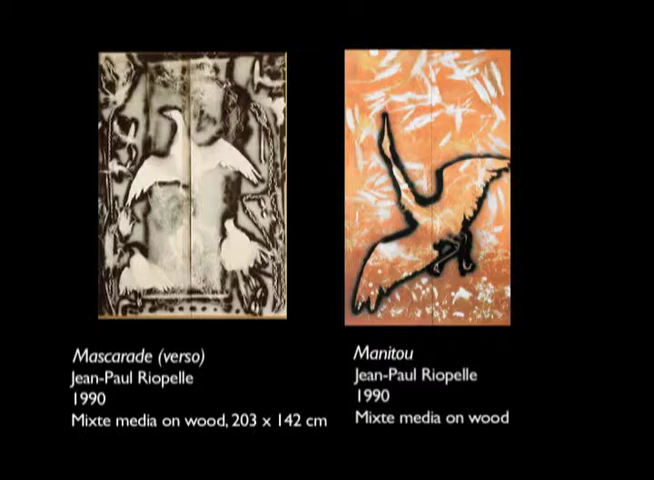 Mascarade (verso)
Jean-Paul Riopelle
1990
Mixte media on wood, 203 x 142 cm
Manitou
Jean-Paul Riopelle
1990
Mixte media on wood